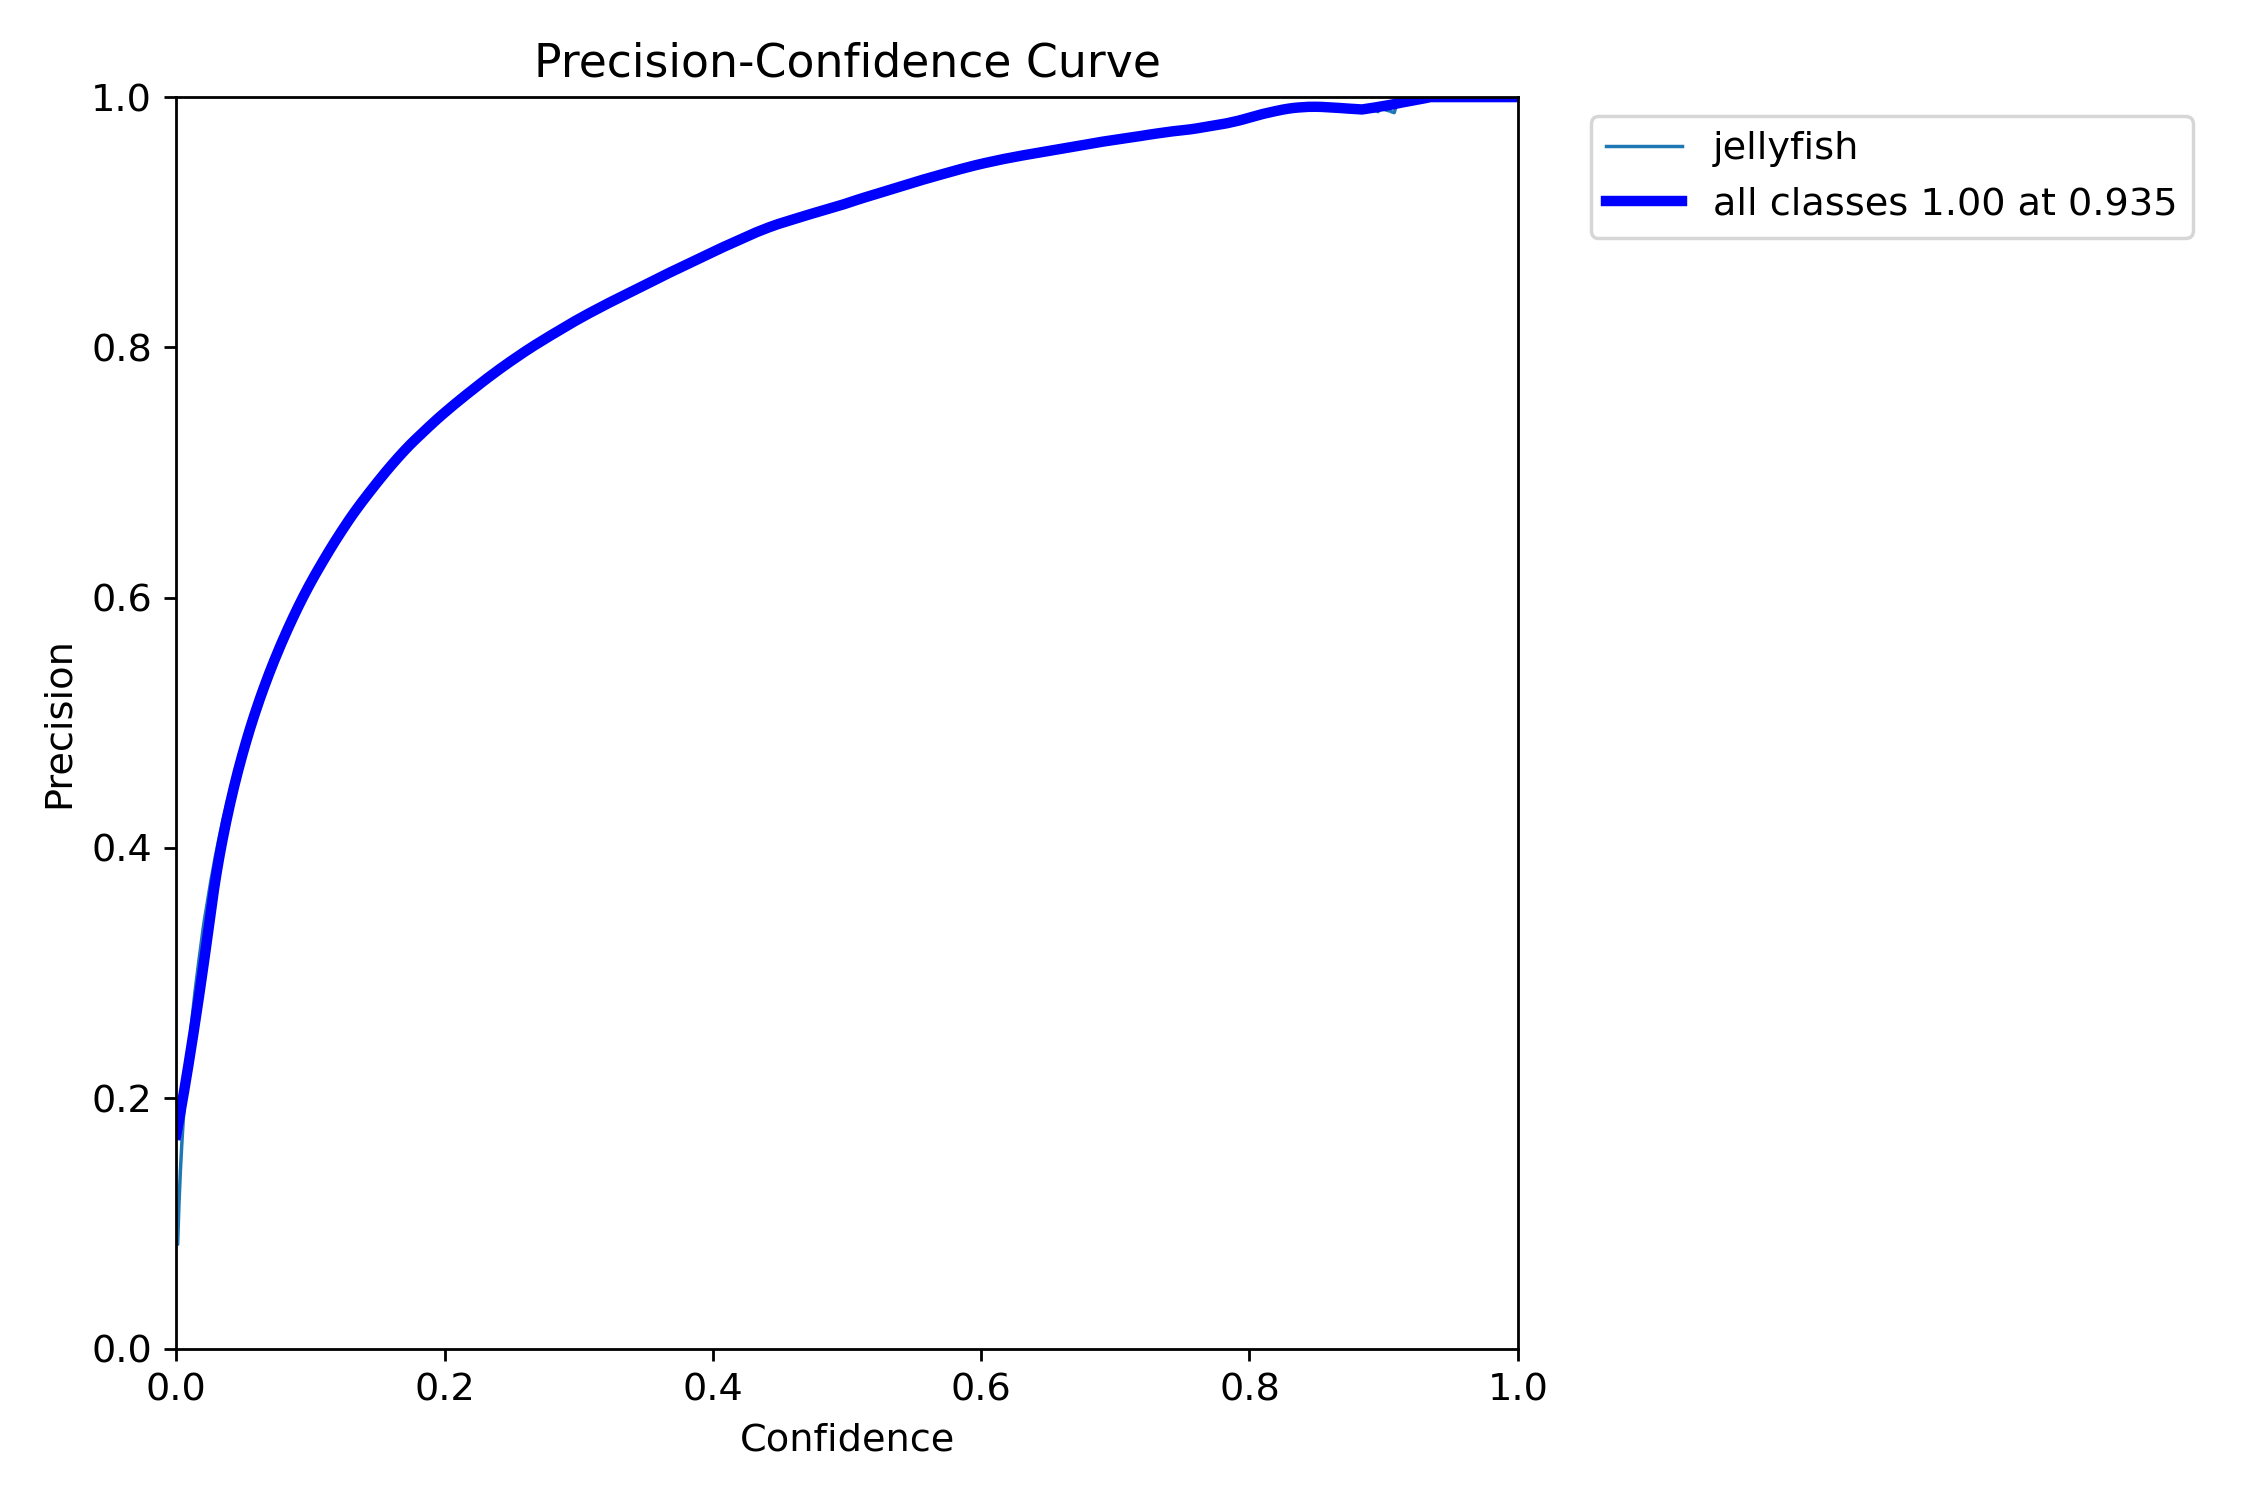 Precision-Confidence Curve
1.0
0.8
0.6
0.4
0.2
0.0
Precision
0.0 0.2 0.4 0.6 0.8 1.0
Confidence
jellyfish
all classes 1.00 at 0.935